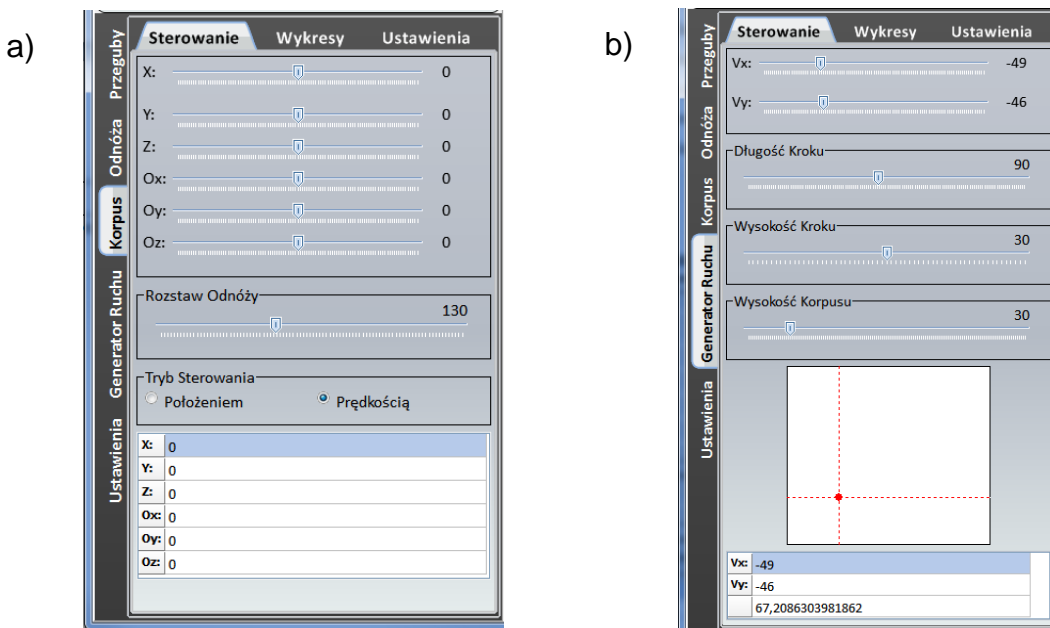 a)
Przeguby
Odnóża
Korpus
Generator Ruchu
Ustawienia
Sterowanie Wykresy Ustawienia
X: 0
Y: 0
Z: 0
Ox: 0
Oy: 0
Oz: 0
Rozstaw Odnóży
130
Tryb Sterowania
Położeniem Prędkością
X: 0
Y: 0
Z: 0
Ox: 0
Oy: 0
Oz: 0
b)
Przeguby
Odnóża
Korpus
Generator Ruchu
Ustawienia
Sterowanie Wykresy Ustawienia
Vx: -49
Vy: -46
Długość Kroku
90
Wysokość Kroku
30
Wysokość Korpusu
30
Vx: -49
Vy: -46
67,2086303981862